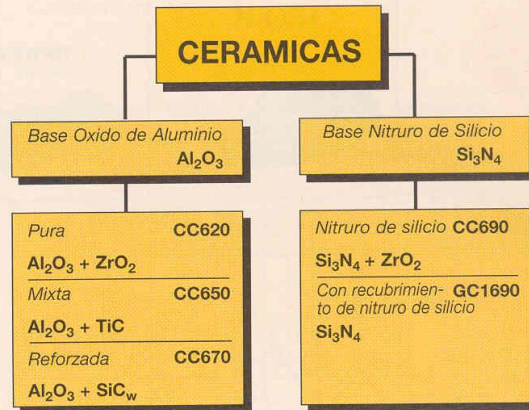 CERAMICAS
Base Oxido de Aluminio
Al₂O₃
Pura CC620
Al₂O₃ + ZrO₂
Mixta CC650
Al₂O₃ + TiC
Reforzada CC670
Al₂O₃ + SiCw
Base Nitruro de Silicio
Si₃N₄
Nitruro de silicio CC690
Si₃N₄ + ZrO₂
Con recubrimien- GC1690
to de nitruro de silicio
Si₃N₄